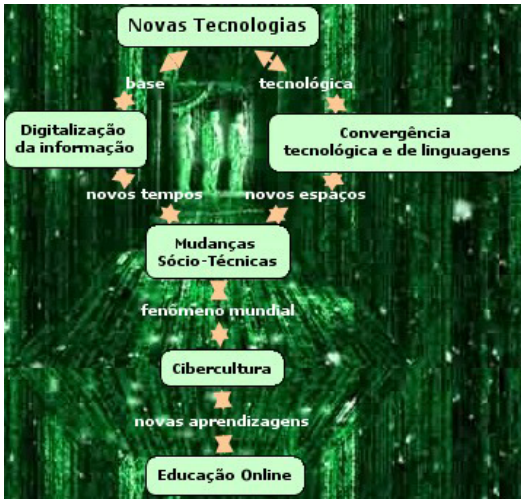 Novas Tecnologias
base
tecnológica
Digitalização
da informação
Convergência
tecnológica e de linguagens
novos tempos
novos espaços
Mudanças
Sócio-Técnicas
fenômeno mundial
Cibercultura
novas aprendizagens
Educação Online